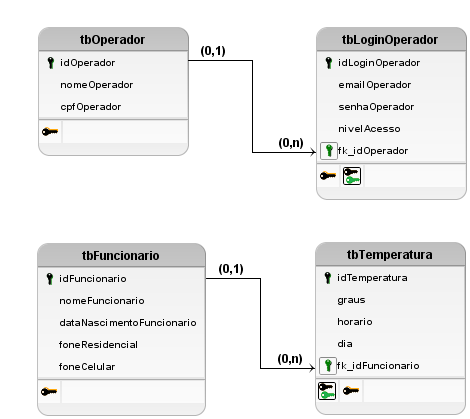 tbOperador
idOperador
nomeOperador
cpfOperador
(0,1)
(0,n)
tbLoginOperador
idLoginOperador
emailOperador
senhaOperador
nivelAcesso
fk_idOperador
tbFuncionario
idFuncionario
nomeFuncionario
dataNascimentoFuncionario
foneResidencial
foneCelular
(0,1)
(0,n)
tbTemperatura
idTemperatura
graus
horario
dia
fk_idFuncionario